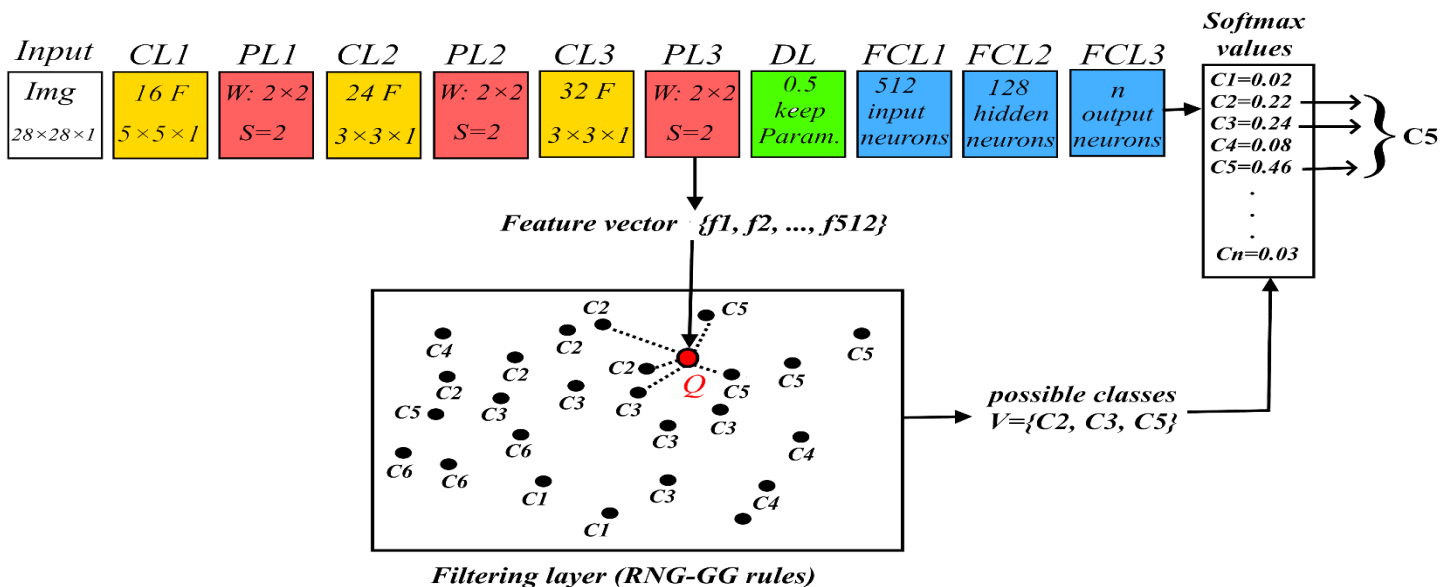 Input
CL1
PL1
CL2
PL2
CL3
PL3
DL
FCL1
FCL2
FCL3
Softmax
values
Img
28×28×1
16 F
5×5×1
W: 2×2
S=2
24 F
3×3×1
W: 2×2
S=2
32 F
3×3×1
W: 2×2
S=2
0.5
keep
Param.
512
input
neurons
128
hidden
neurons
n
output
neurons
C1=0.02
C2=0.22
C3=0.24
C4=0.08
C5=0.46
.
.
.
Cn=0.03
C5
Feature vector {f1, f2, ..., f512}
C2
C5
C4
C2
C5
C2
C2
C5
C2
Q
C5
C3
C3
C3
C5
C3
C3
C6
C4
C6
C6
C1
C3
C4
C1
possible classes
V={C2, C3, C5}
Filtering layer (RNG-GG rules)